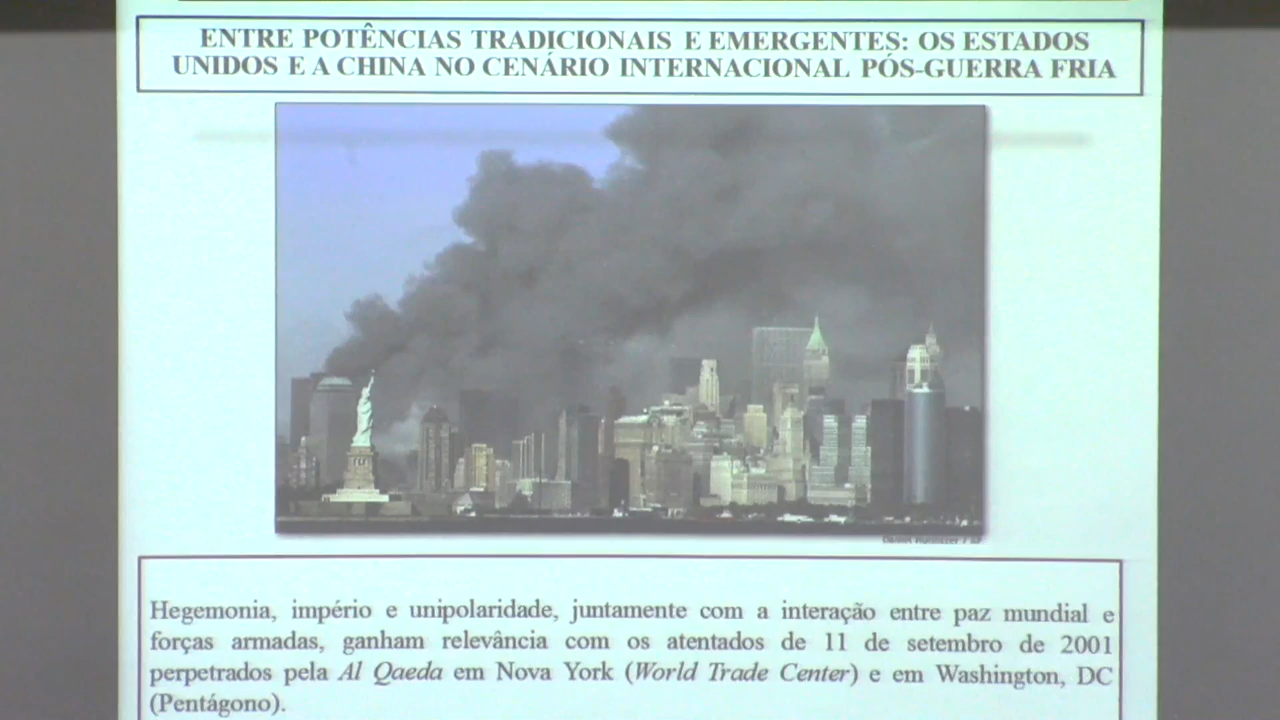 ENTRE POTÊNCIAS TRADICIONAIS E EMERGENTES: OS ESTADOS
UNIDOS E A CHINA NO CENÁRIO INTERNACIONAL PÓS-GUERRA FRIA
Hegemonia, império e unipolaridade, juntamente com a interação entre paz mundial e
forças armadas, ganham relevância com os atentados de 11 de setembro de 2001
perpetrados pela Al Qaeda em Nova York (World Trade Center) e em Washington, DC
(Pentágono).